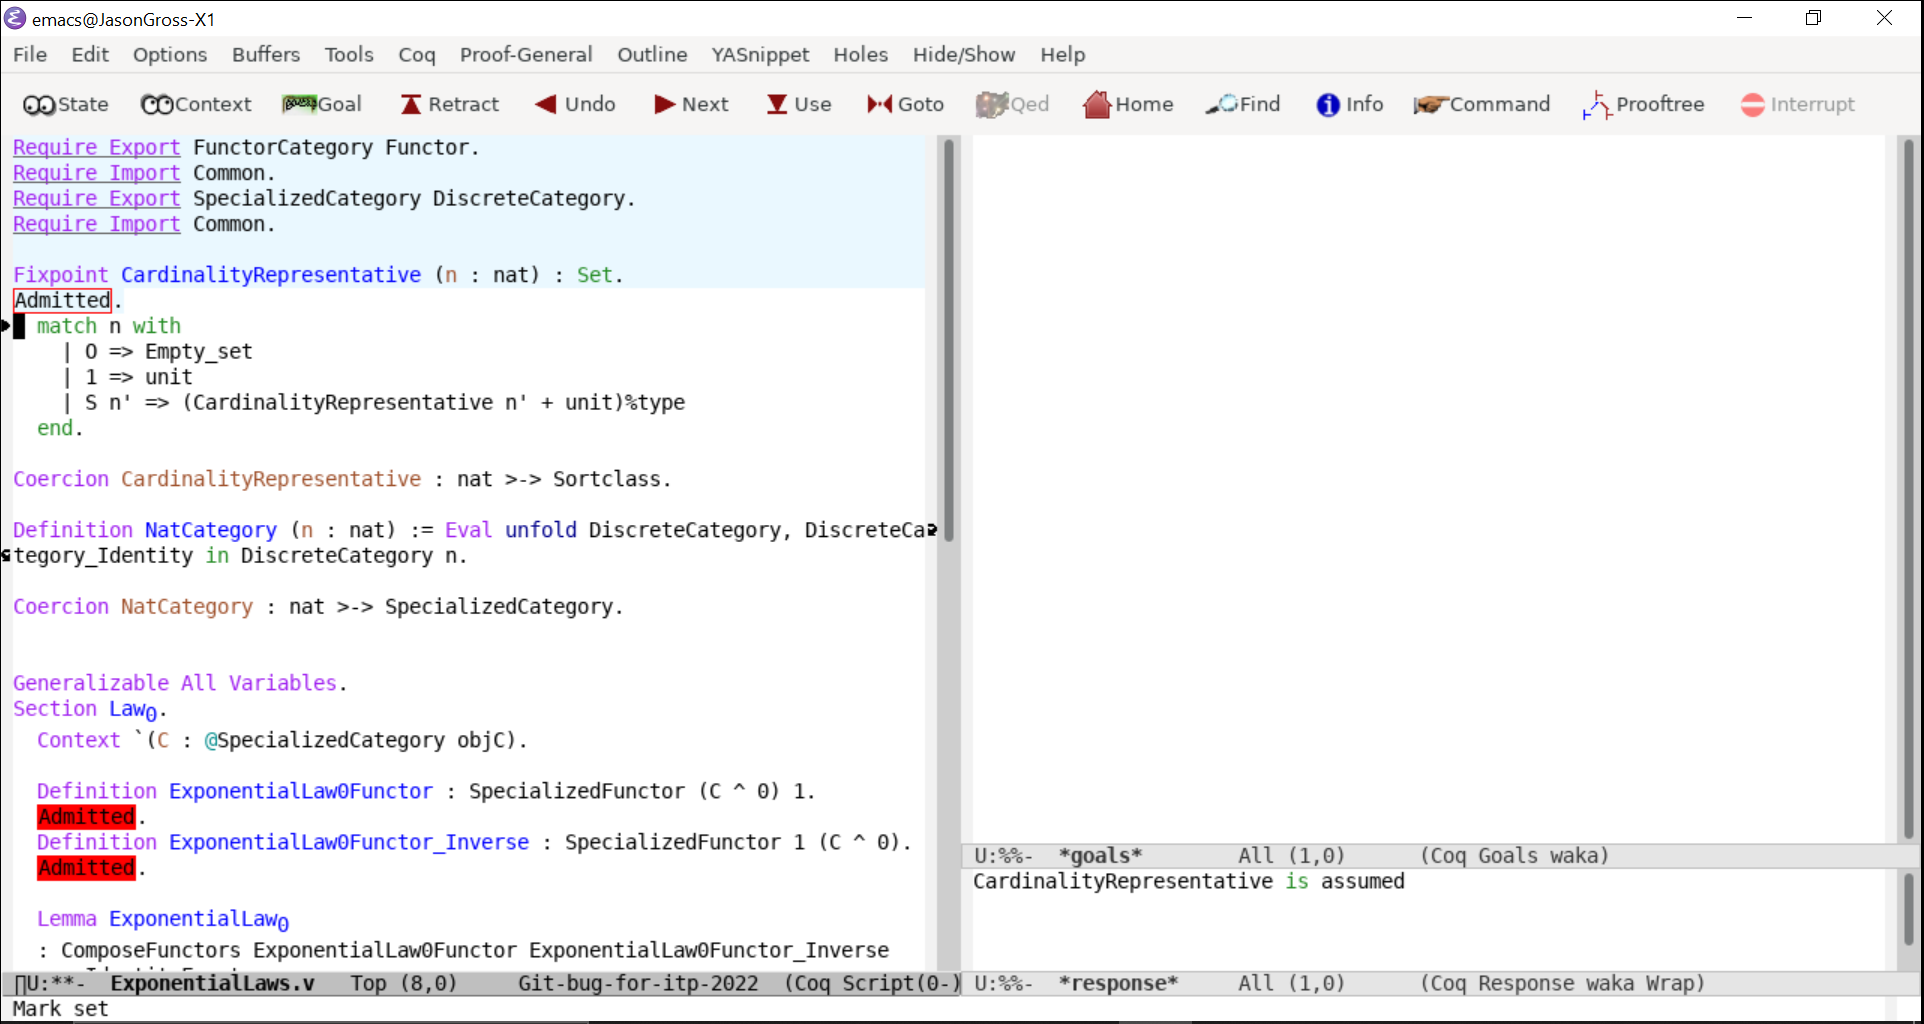 emacs@JasonGross-X1
File Edit Options Buffers Tools Coq Proof-General Outline YASnippet Holes Hide/Show Help
State Context Goal Retract Undo Next Use Goto Qed Home Find Info Command Prooftree Interrupt
Require Export FunctorCategory Functor.
Require Import Common.
Require Export SpecializedCategory DiscreteCategory.
Require Import Common.
Fixpoint CardinalityRepresentative (n : nat) : Set.
Admitted.
match n with
| O => Empty_set
| 1 => unit
| S n' => (CardinalityRepresentative n' + unit)%type
end.
Coercion CardinalityRepresentative : nat >-> Sortclass.
Definition NatCategory (n : nat) := Eval unfold DiscreteCategory, DiscreteCa
tegory_Identity in DiscreteCategory n.
Coercion NatCategory : nat >-> SpecializedCategory.
Generalizable All Variables.
Section Law₀.
Context `(C : @SpecializedCategory objC).
Definition ExponentialLaw0Functor : SpecializedFunctor (C ^ 0) 1.
Admitted.
Definition ExponentialLaw0Functor_Inverse : SpecializedFunctor 1 (C ^ 0).
Admitted.
Lemma ExponentialLaw₀
: ComposeFunctors ExponentialLaw0Functor ExponentialLaw0Functor_Inverse
U:**- ExponentialLaws.v Top (8,0) Git-bug-for-itp-2022 (Coq Script(0-)
Mark set
U:%%- *goals* All (1,0) (Coq Goals waka)
CardinalityRepresentative is assumed
U:%%- *response* All (1,0) (Coq Response waka Wrap)